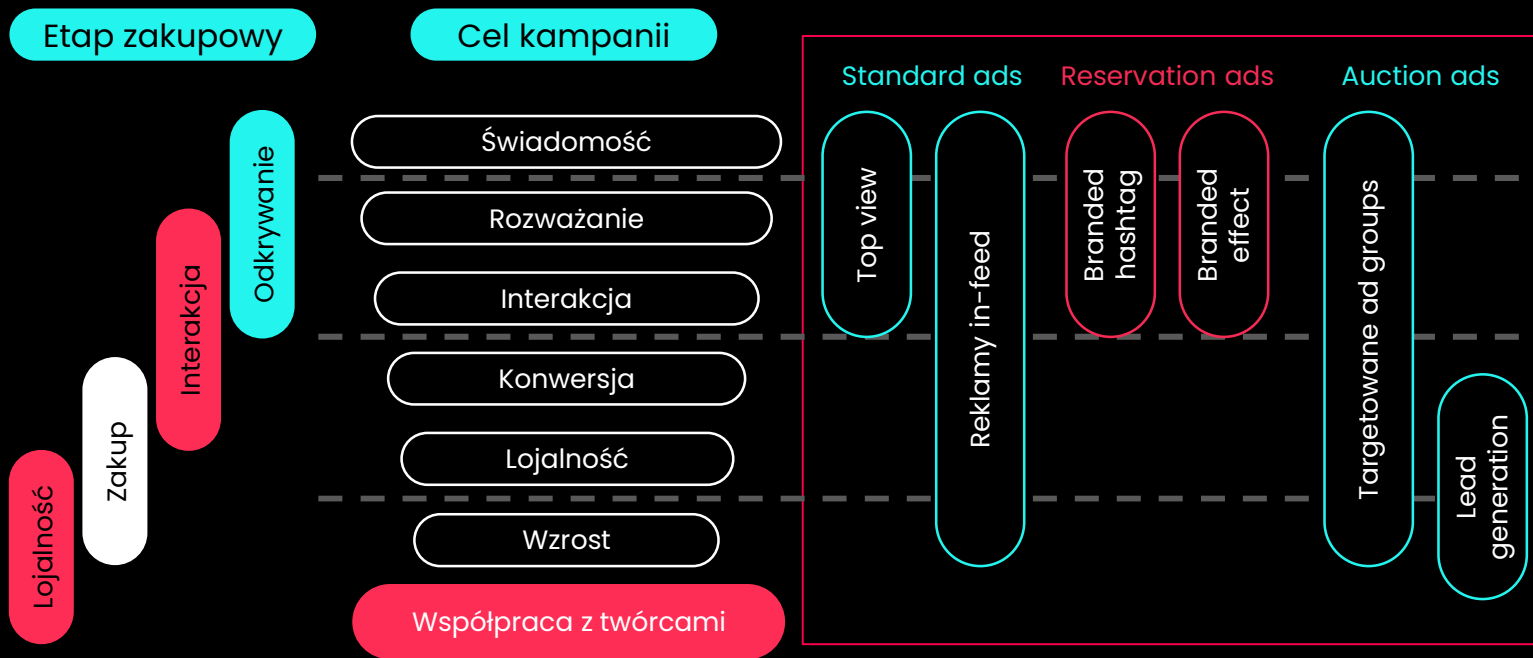 Etap zakupowy
Cel kampanii
Standard ads
Reservation ads
Auction ads
Lojalność
Zakup
Interakcja
Odkrywanie
Świadomość
Rozważanie
Interakcja
Konwersja
Lojalność
Wzrost
Współpraca z twórcami
Top view
Reklamy in-feed
Branded
hashtag
Branded
effect
Targetowane ad groups
Lead
generation